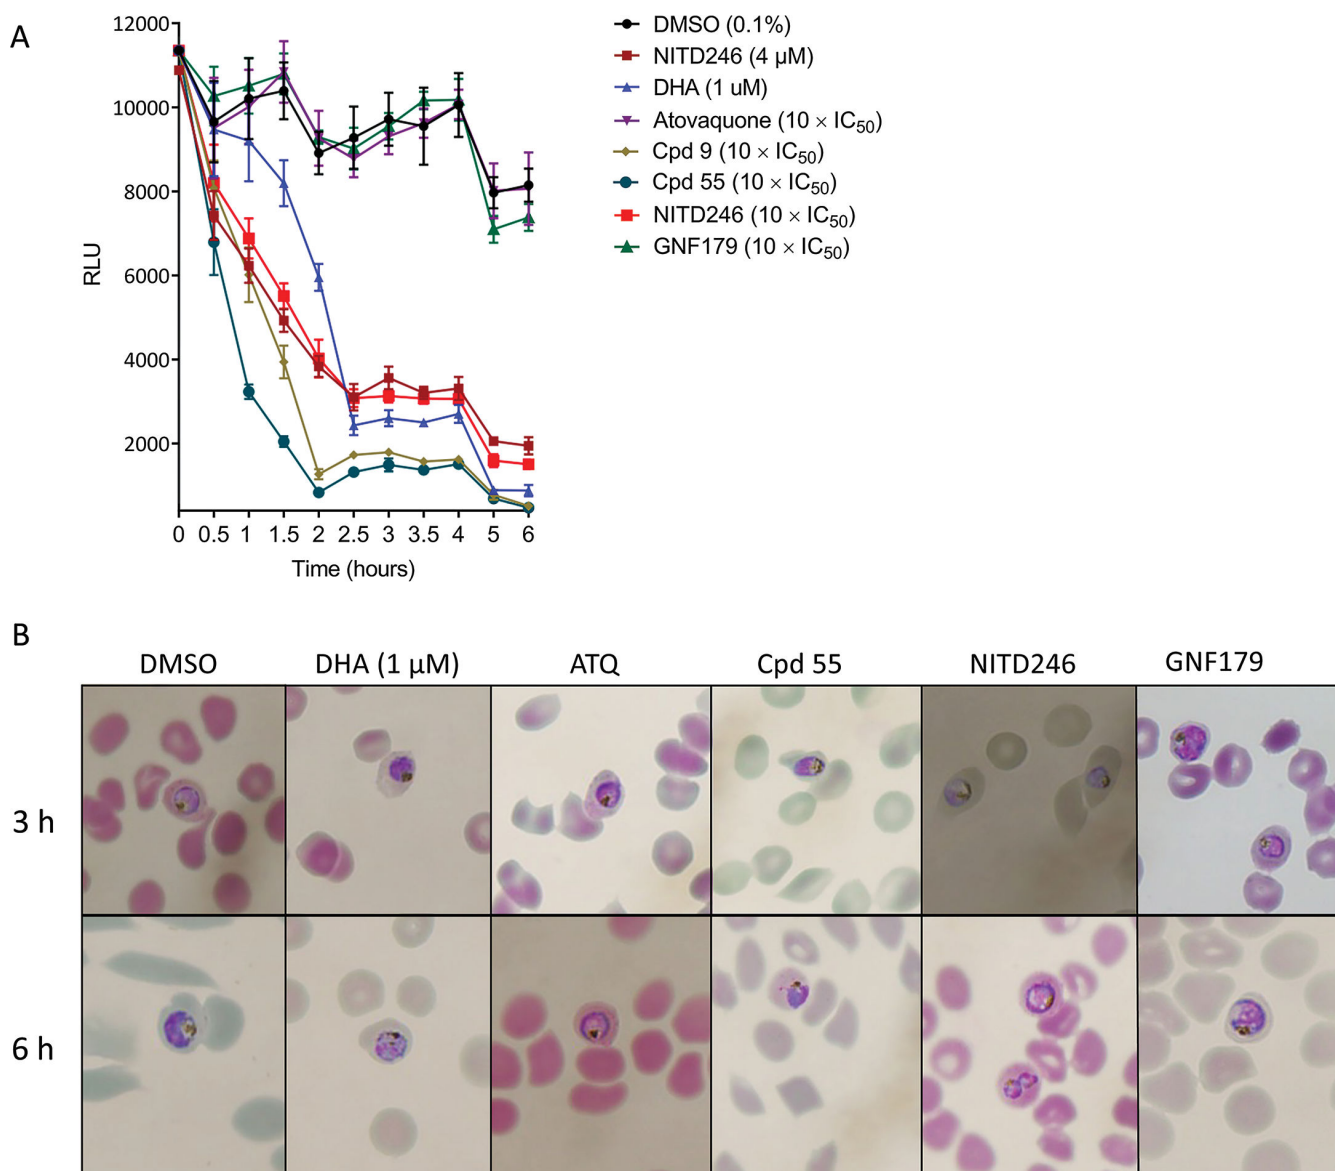 A
12000
10000
8000
6000
4000
2000
RLU
0 0.5 1 1.5 2 2.5 3 3.5 4 5 6
Time (hours)
DMSO (0.1%)
NITD246 (4 µM)
DHA (1 uM)
Atovaquone (10 × IC50)
Cpd 9 (10 × IC50)
Cpd 55 (10 × IC50)
NITD246 (10 × IC50)
GNF179 (10 × IC50)
B
DMSO DHA (1 µM) ATQ Cpd 55 NITD246 GNF179
3 h
6 h